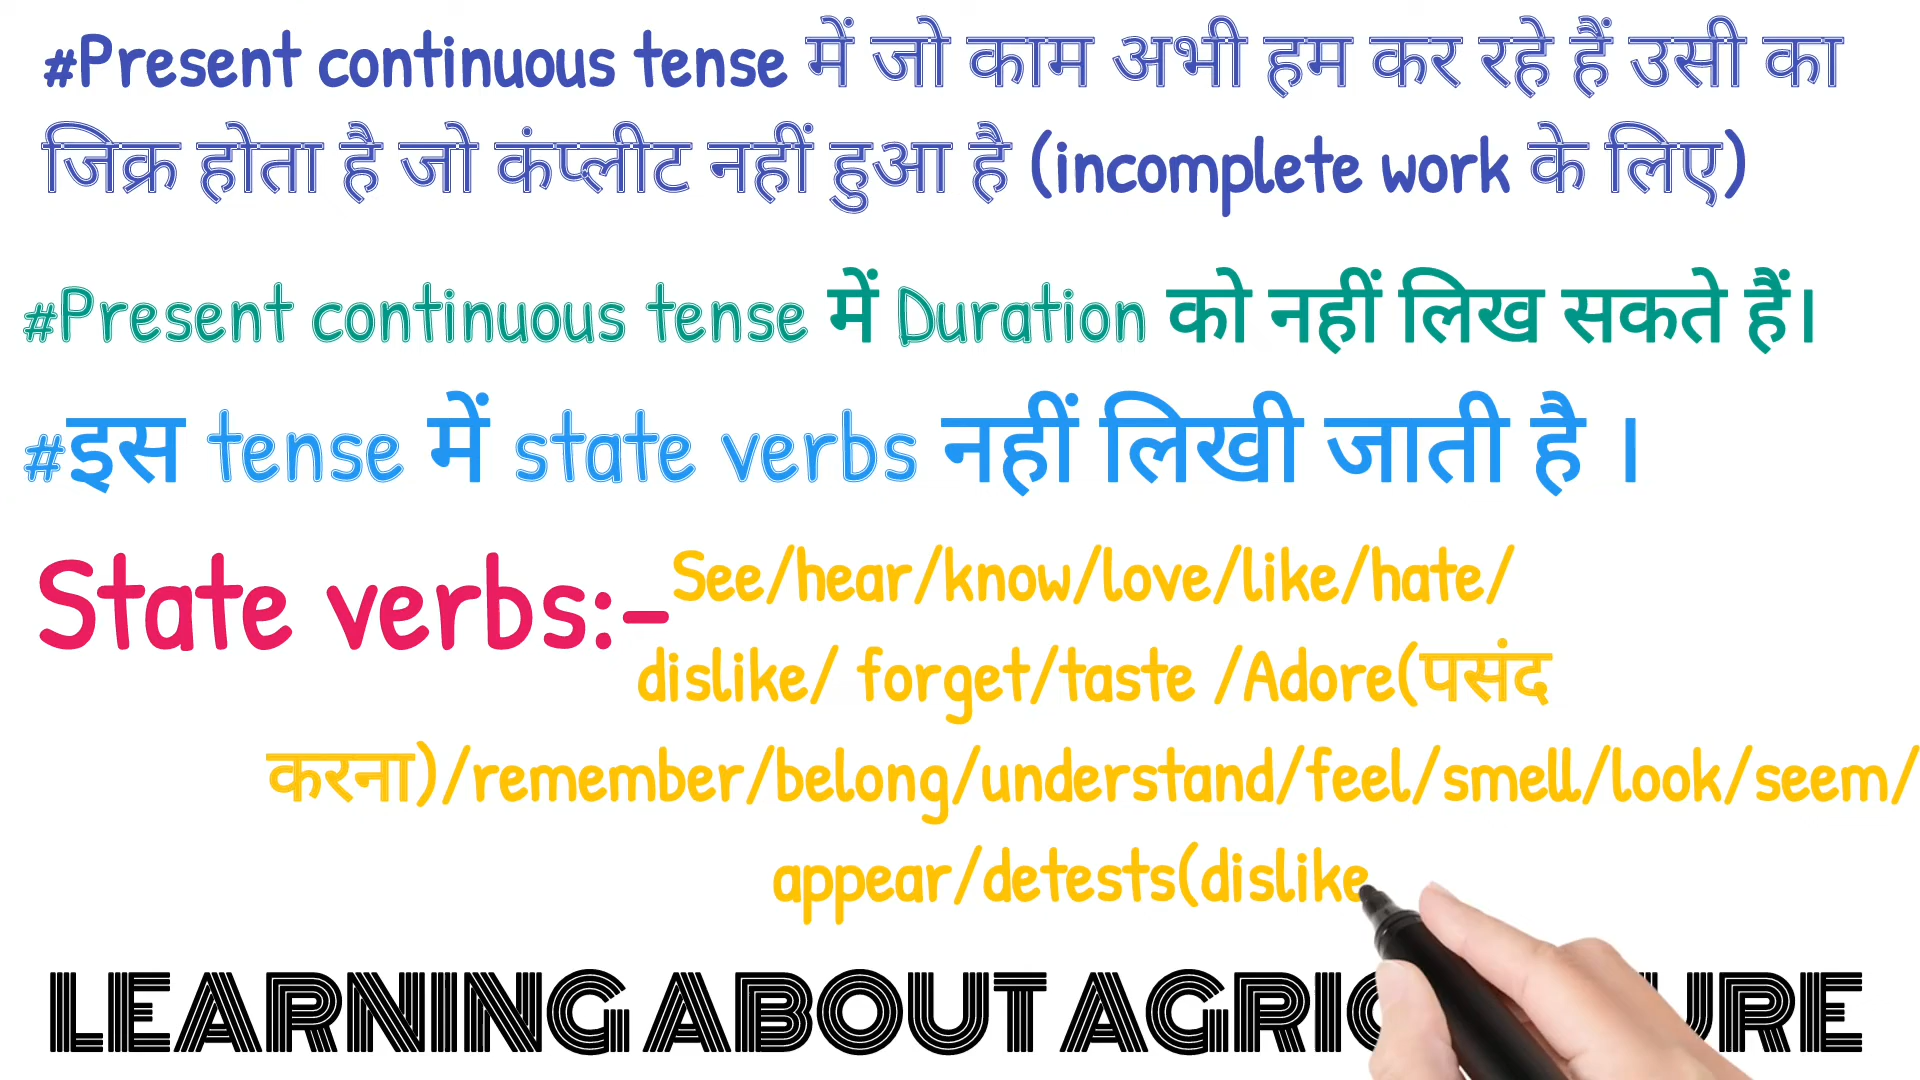 #Present continuous tense में जो काम अभी हम कर रहे हैं उसी का
जिक्र होता है जो कंप्लीट नहीं हुआ है (incomplete work के लिए)
#Present continuous tense में Duration को नहीं लिख सकते हैं।
#इस tense में state verbs नहीं लिखी जाती है ।
State verbs:-
See/hear/know/love/like/hate/
dislike/ forget/taste /Adore(पसंद
करना)/remember/belong/understand/feel/smell/look/seem/
appear/detests(dislike
LEARNING ABOUT